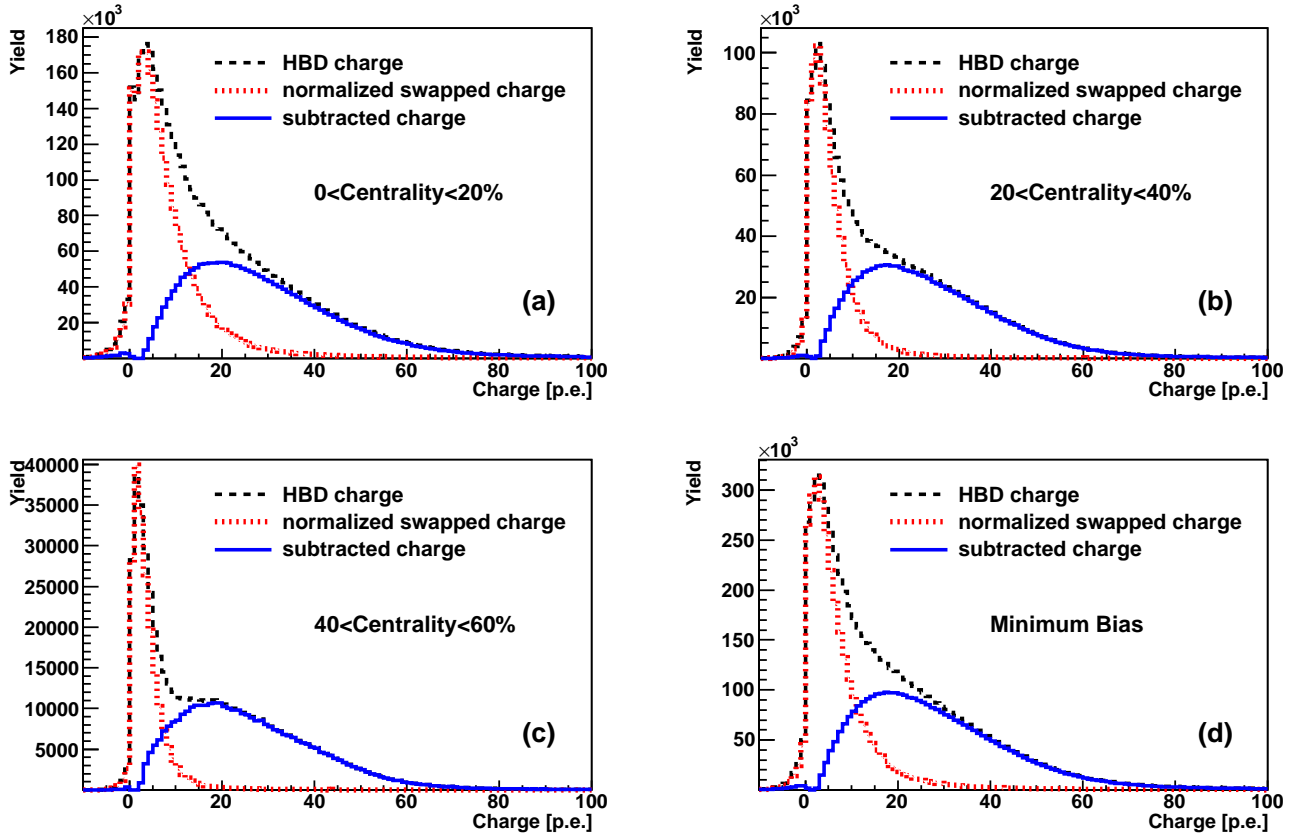 ×10³
Yield
180
160
140
120
100
80
60
40
20
HBD charge
normalized swapped charge
subtracted charge
0<Centrality<20%
(a)
0 20 40 60 80 100
Charge [p.e.]
×10³
Yield
100
80
60
40
20
HBD charge
normalized swapped charge
subtracted charge
20<Centrality<40%
(b)
0 20 40 60 80 100
Charge [p.e.]
Yield
40000
35000
30000
25000
20000
15000
10000
5000
HBD charge
normalized swapped charge
subtracted charge
40<Centrality<60%
(c)
0 20 40 60 80 100
Charge [p.e.]
×10³
Yield
300
250
200
150
100
50
HBD charge
normalized swapped charge
subtracted charge
Minimum Bias
(d)
0 20 40 60 80 100
Charge [p.e.]